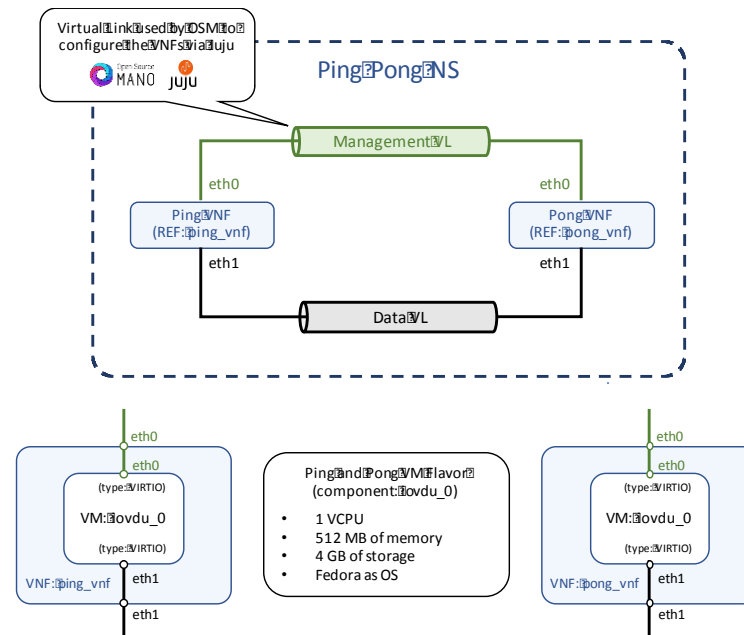 Virtual Link used by OSM to
configure the VNFs via Juju
Open Source
MANO
JUJU
Ping Pong NS
Management VL
eth0
eth0
Ping VNF
(REF: ping_vnf)
Pong VNF
(REF: pong_vnf)
eth1
eth1
Data VL
eth0
eth0
(type: VIRTIO)
VM: iovdu_0
(type: VIRTIO)
eth1
VNF: ping_vnf
eth1
Ping and Pong VM Flavor
(component: iovdu_0)
• 1 VCPU
• 512 MB of memory
• 4 GB of storage
• Fedora as OS
eth0
eth0
(type: VIRTIO)
VM: iovdu_0
(type: VIRTIO)
eth1
VNF: pong_vnf
eth1